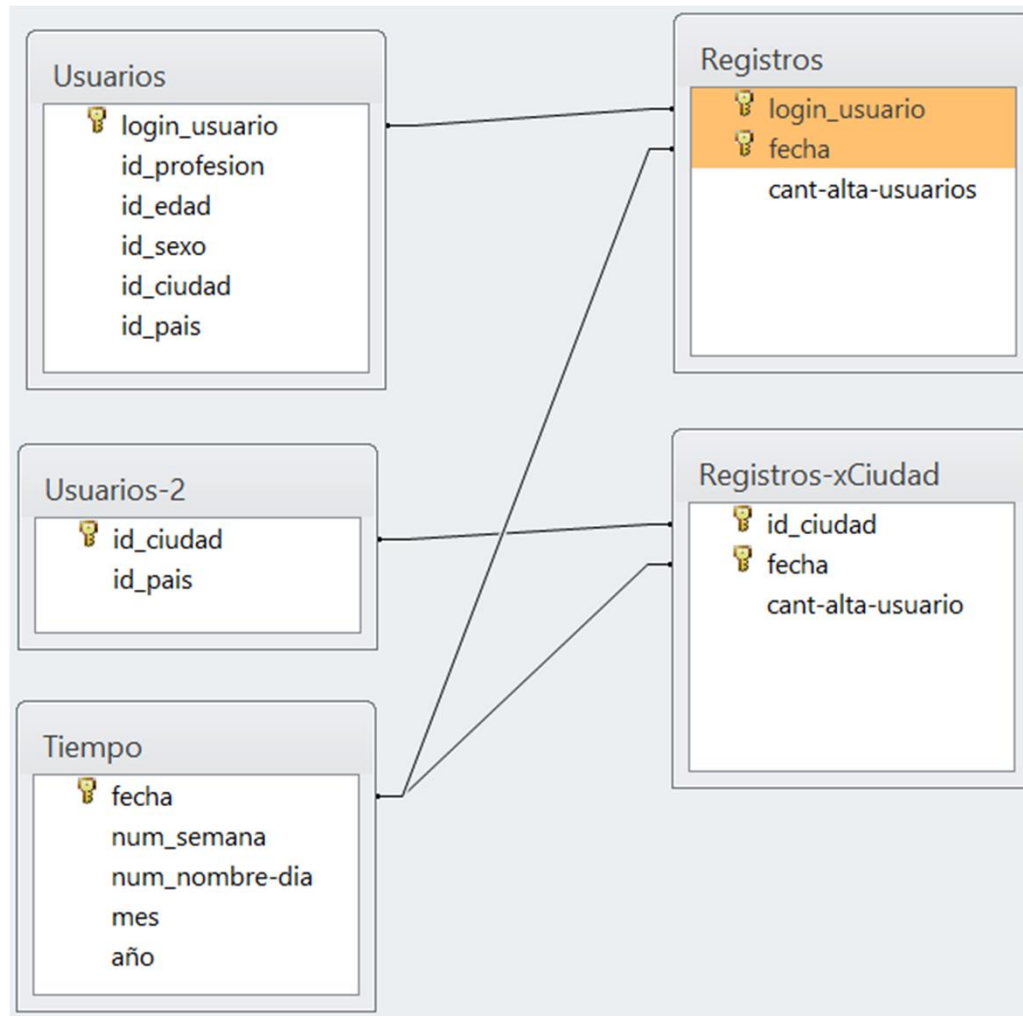 Usuarios
login_usuario
id_profesion
id_edad
id_sexo
id_ciudad
id_pais
Registros
login_usuario
fecha
cant-alta-usuarios
Usuarios-2
id_ciudad
id_pais
Registros-xCiudad
id_ciudad
fecha
cant-alta-usuario
Tiempo
fecha
num_semana
num_nombre-dia
mes
año